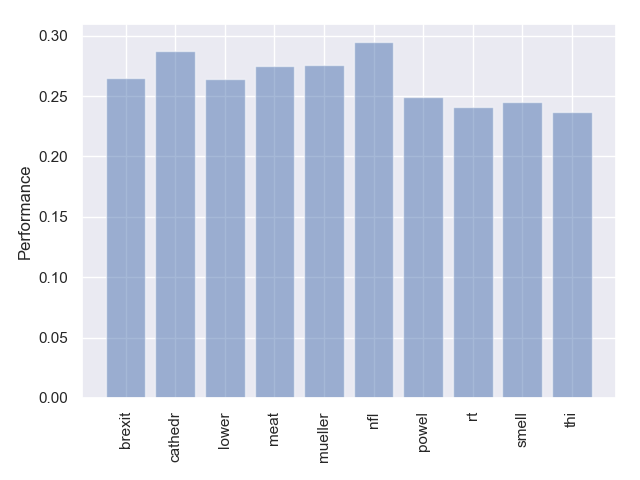 0.30
0.25
0.20
0.15
0.10
0.05
0.00
Performance
brexit
cathedr
lower
meat
mueller
nfl
powel
rt
smell
thi